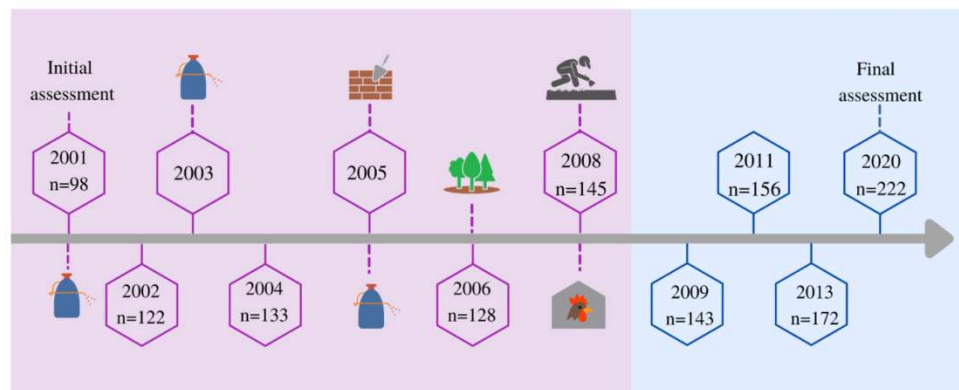 Initial
assessment
2001
n=98
2002
n=122
2003
2004
n=133
2005
2006
n=128
2008
n=145
2009
n=143
2011
n=156
2013
n=172
Final
assessment
2020
n=222